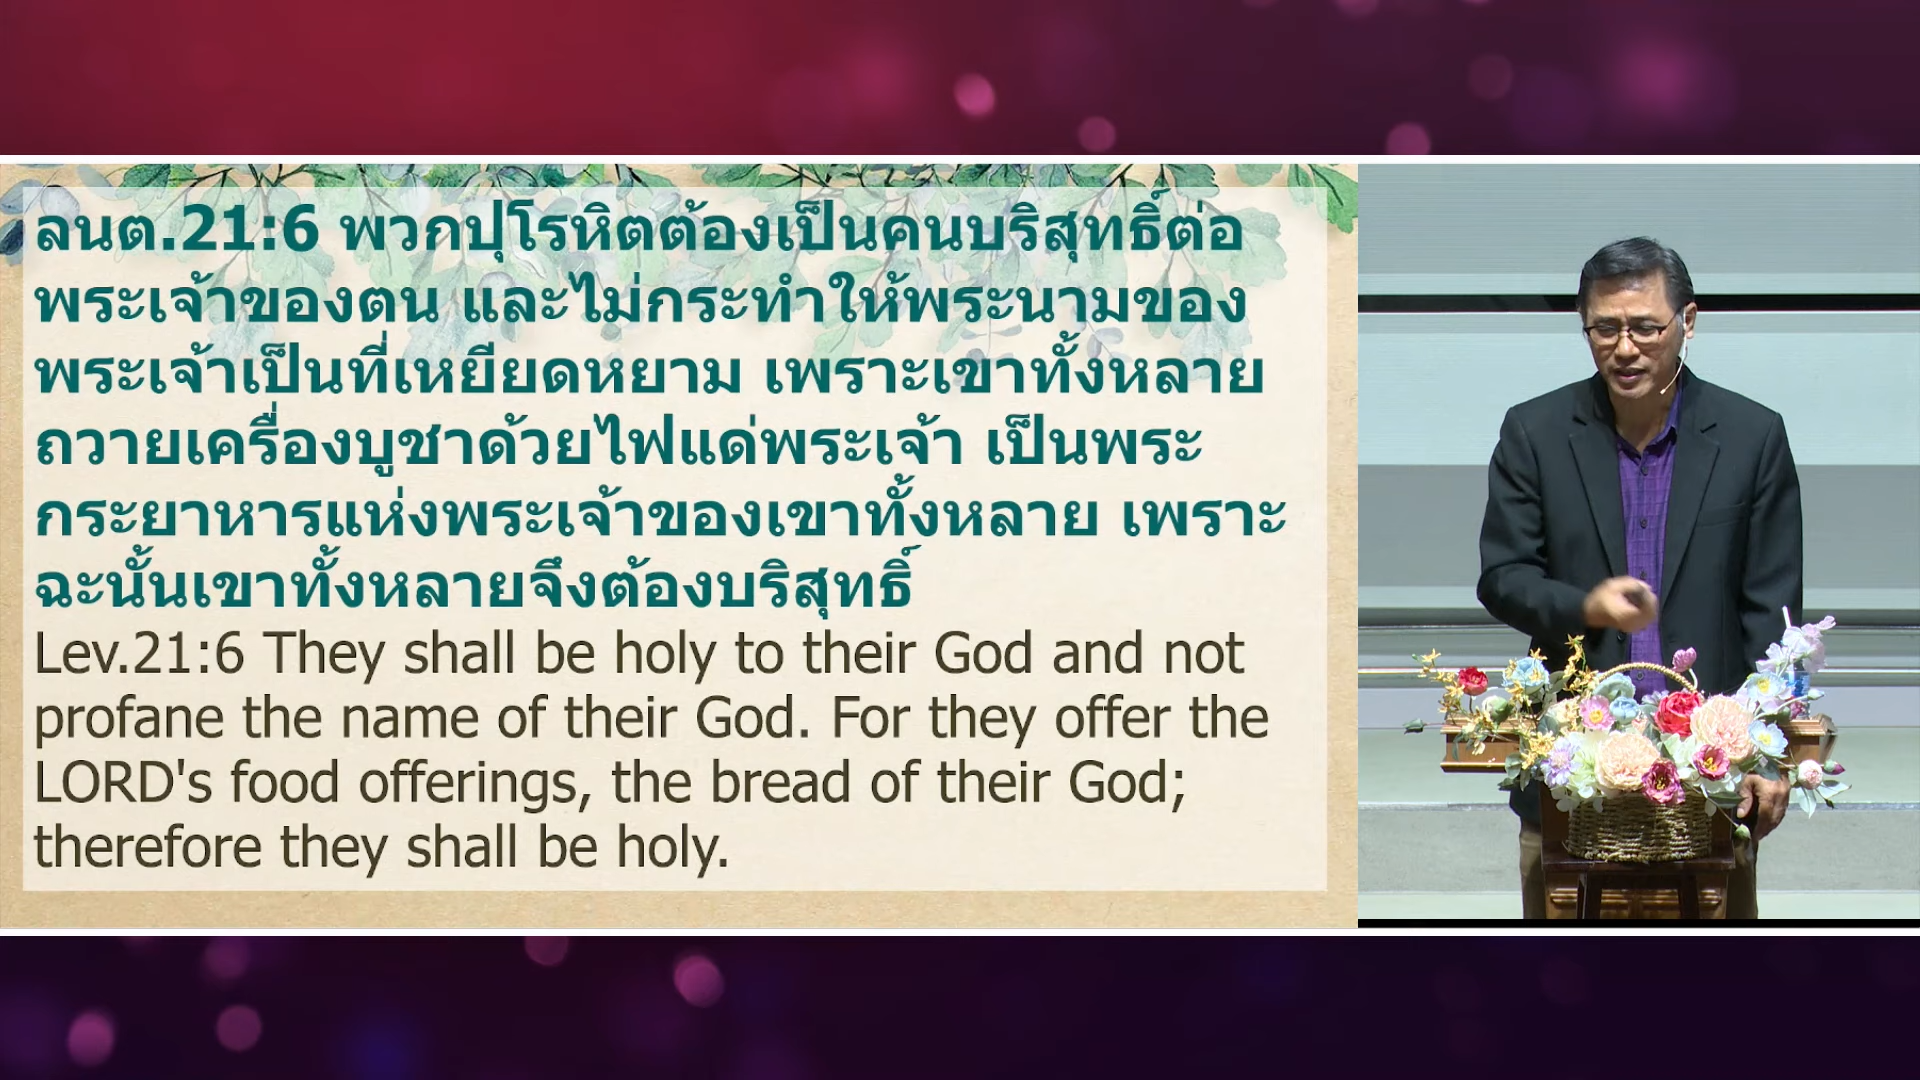 ลนต.21:6 พวกปุโรหิตต้องเป็นคนบริสุทธิ์ต่อ
พระเจ้าของตน และไม่กระทำให้พระนามของ
พระเจ้าเป็นที่เหยียดหยาม เพราะเขาทั้งหลาย
ถวายเครื่องบูชาด้วยไฟแด่พระเจ้า เป็นพระ
กระยาหารแห่งพระเจ้าของเขาทั้งหลาย เพราะ
ฉะนั้นเขาทั้งหลายจึงต้องบริสุทธิ์
Lev.21:6 They shall be holy to their God and not
profane the name of their God. For they offer the
LORD's food offerings, the bread of their God;
therefore they shall be holy.